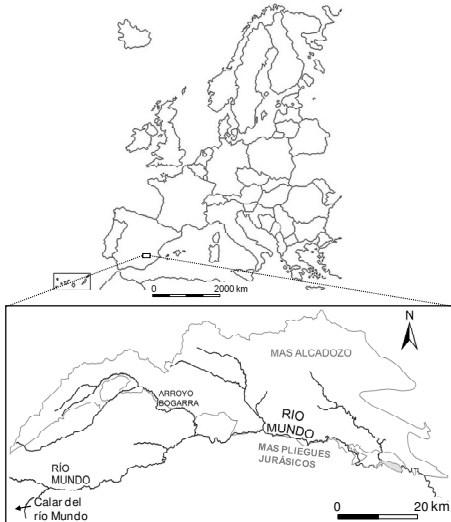 0 2000 km
N
MAS ALCADOZO
ARROYO
BOGARRA
RIO
MUNDO
MAS PLIEGUES
JURÁSICOS
RÍO
MUNDO
Calar del
río Mundo
0 20 km